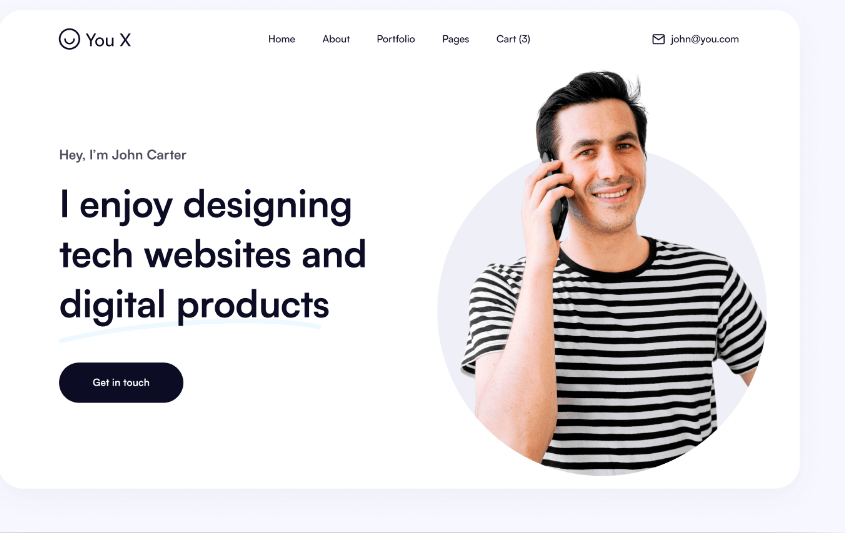 You X
Home About Portfolio Pages Cart (3) john@you.com
Hey, I’m John Carter
I enjoy designing
tech websites and
digital products
Get in touch